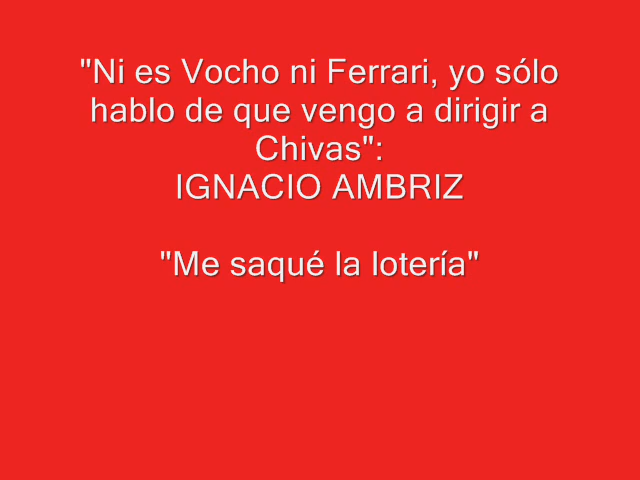 "Ni es Vocho ni Ferrari, yo sólo
hablo de que vengo a dirigir a
Chivas":
IGNACIO AMBRIZ
"Me saqué la lotería"